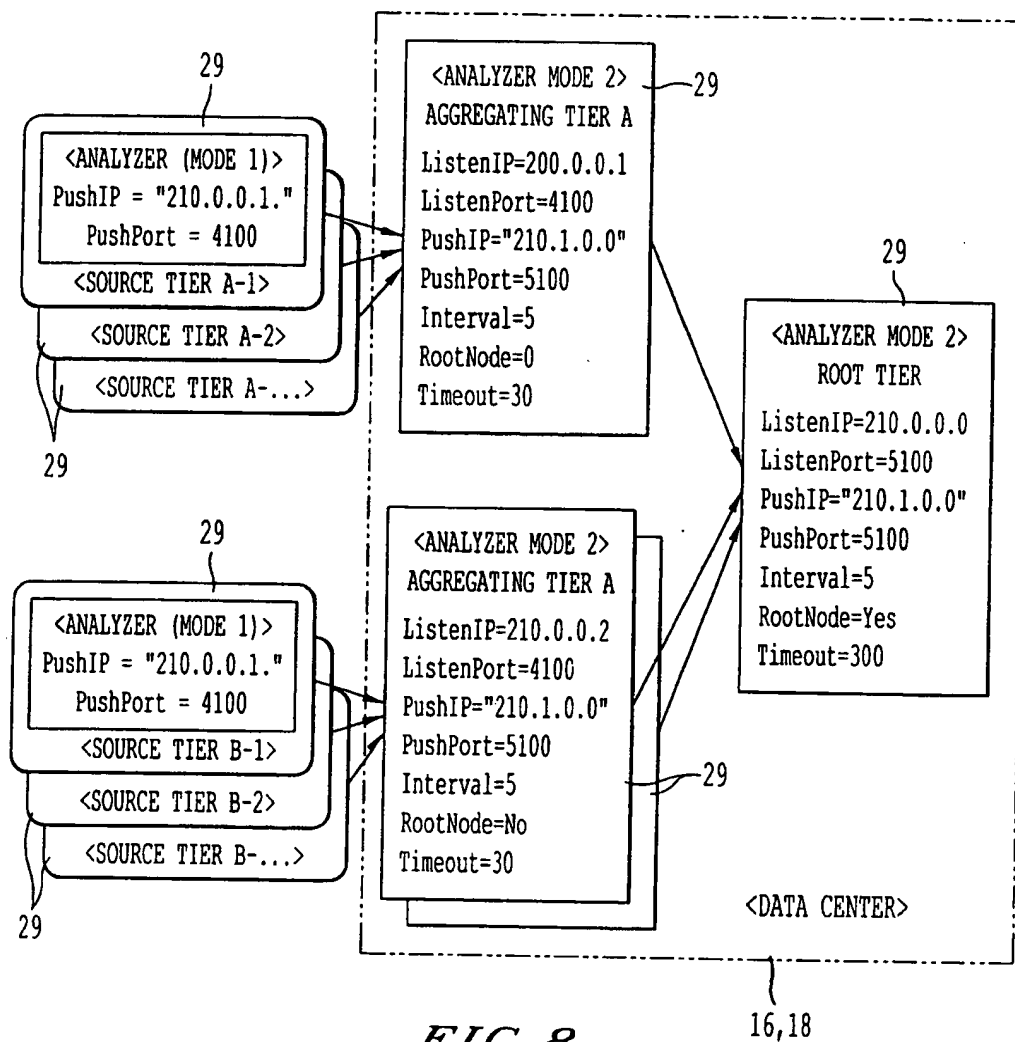 29
<ANALYZER (MODE 1)>
PushIP = "210.0.0.1."
PushPort = 4100
<SOURCE TIER A-1>
<SOURCE TIER A-2>
<SOURCE TIER A-...>
29
<ANALYZER MODE 2>
AGGREGATING TIER A
ListenIP=200.0.0.1
ListenPort=4100
PushIP="210.1.0.0"
PushPort=5100
Interval=5
RootNode=0
Timeout=30
29
29
<ANALYZER MODE 2>
ROOT TIER
ListenIP=210.0.0.0
ListenPort=5100
PushIP="210.1.0.0"
PushPort=5100
Interval=5
RootNode=Yes
Timeout=300
29
<ANALYZER (MODE 1)>
PushIP = "210.0.0.1."
PushPort = 4100
<SOURCE TIER B-1>
<SOURCE TIER B-2>
<SOURCE TIER B-...>
29
<ANALYZER MODE 2>
AGGREGATING TIER A
ListenIP=210.0.0.2
ListenPort=4100
PushIP="210.1.0.0"
PushPort=5100
Interval=5
RootNode=No
Timeout=30
29
<DATA CENTER>
16,18
FIG. 8